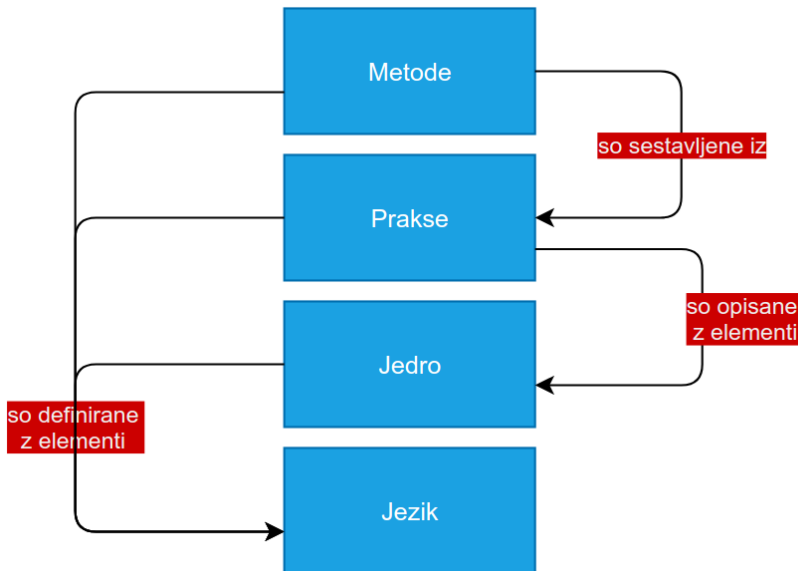 Metode
so sestavljene iz
Prakse
so opisane
z elementi
Jedro
so definirane
z elementi
Jezik